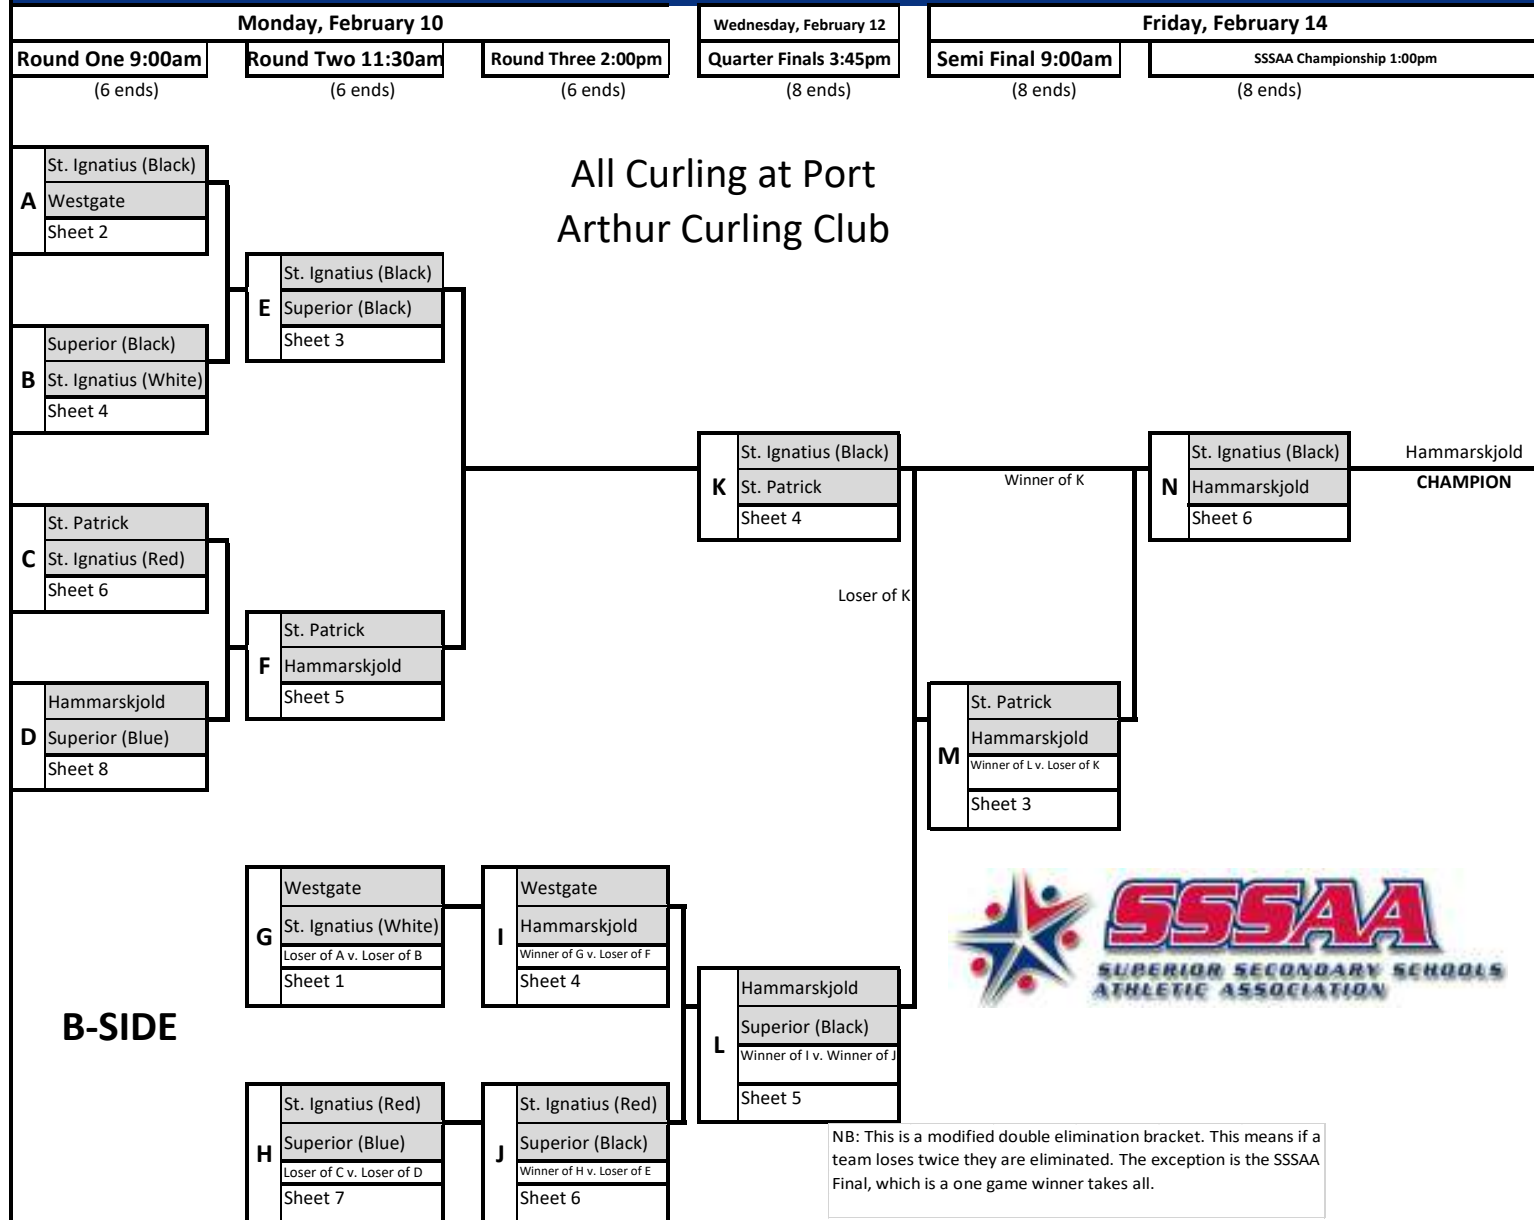 Monday, February 10
Wednesday, February 12
Friday, February 14
Round One 9:00am
Round Two 11:30am
Round Three 2:00pm
Quarter Finals 3:45pm
Semi Final 9:00am
SSSAA Championship 1:00pm
(6 ends)
(6 ends)
(6 ends)
(8 ends)
(8 ends)
(8 ends)
All Curling at Port
Arthur Curling Club
A
St. Ignatius (Black)
Westgate
Sheet 2
E
St. Ignatius (Black)
Superior (Black)
Sheet 3
B
Superior (Black)
St. Ignatius (White)
Sheet 4
K
St. Ignatius (Black)
St. Patrick
Sheet 4
Winner of K
N
St. Ignatius (Black)
Hammarskjold
Sheet 6
Hammarskjold
CHAMPION
C
St. Patrick
St. Ignatius (Red)
Sheet 6
Loser of K
F
St. Patrick
Hammarskjold
Sheet 5
D
Hammarskjold
Superior (Blue)
Sheet 8
M
St. Patrick
Hammarskjold
Winner of L v. Loser of K
Sheet 3
G
Westgate
St. Ignatius (White)
Loser of A v. Loser of B
Sheet 1
I
Westgate
Hammarskjold
Winner of G v. Loser of F
Sheet 4
SSSAA
SUPERIOR SECONDARY SCHOOLS
ATHLETIC ASSOCIATION
B-SIDE
L
Hammarskjold
Superior (Black)
Winner of I v. Winner of J
Sheet 5
H
St. Ignatius (Red)
Superior (Blue)
Loser of C v. Loser of D
Sheet 7
J
St. Ignatius (Red)
Superior (Black)
Winner of H v. Loser of E
Sheet 6
NB: This is a modified double elimination bracket. This means if a
team loses twice they are eliminated. The exception is the SSSAA
Final, which is a one game winner takes all.